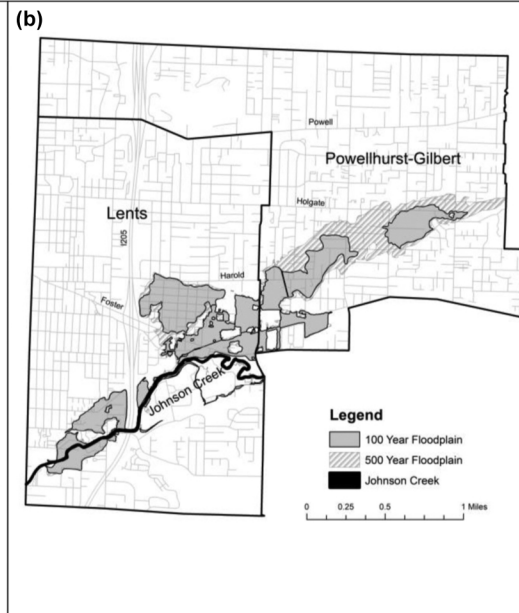 (b)
Powell
Powellhurst-Gilbert
Holgate
Lents
I205
Harold
Foster
Johnson Creek
Legend
100 Year Floodplain
500 Year Floodplain
Johnson Creek
0 0.25 0.5 1 Miles